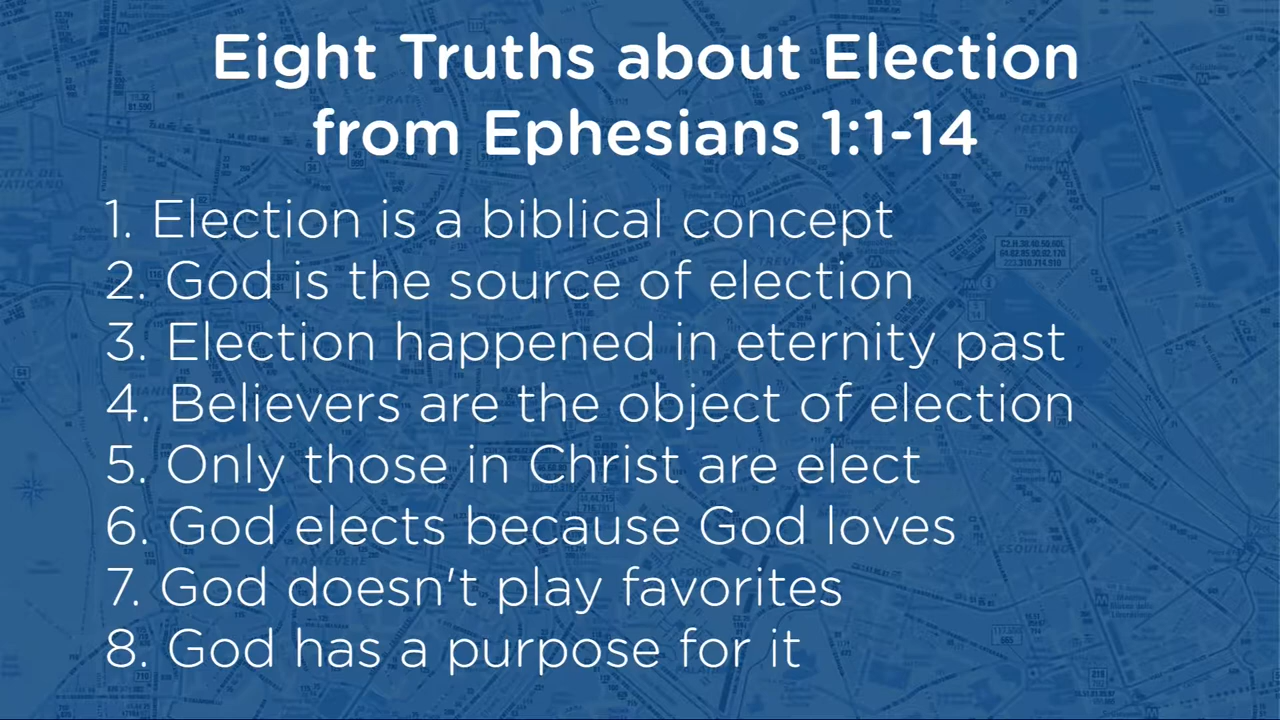 Eight Truths about Election
from Ephesians 1:1-14
1. Election is a biblical concept
2. God is the source of election
3. Election happened in eternity past
4. Believers are the object of election
5. Only those in Christ are elect
6. God elects because God loves
7. God doesn't play favorites
8. God has a purpose for it